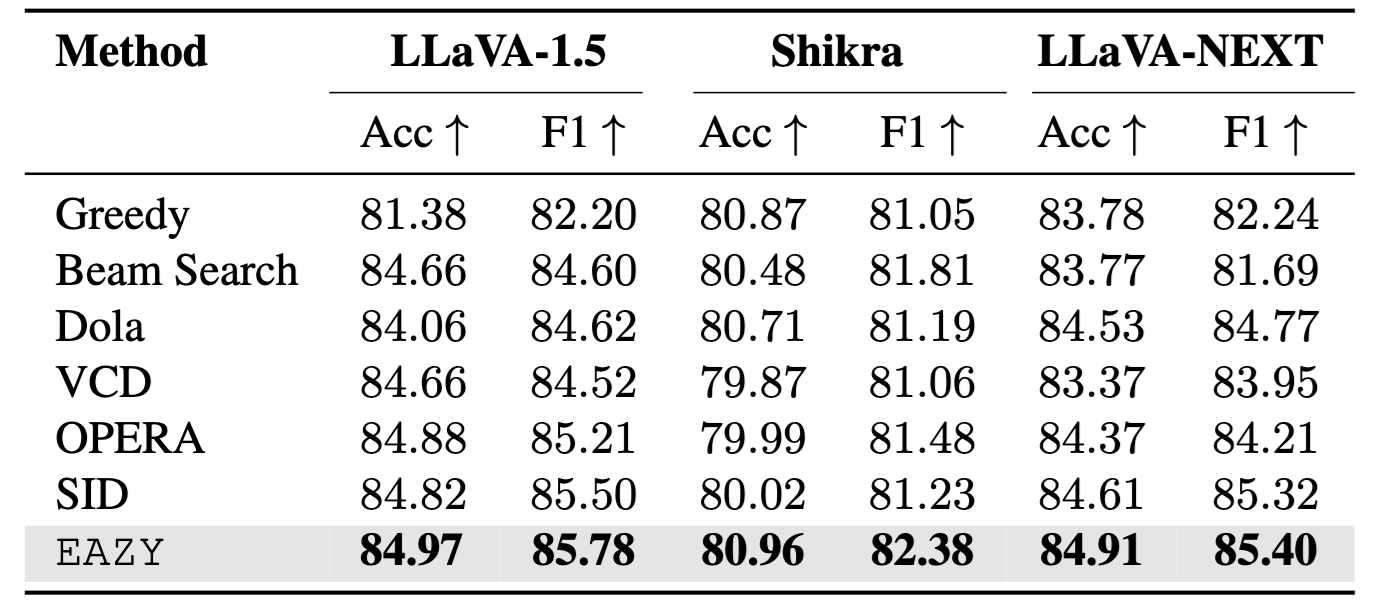 Method LLaVA-1.5 Shikra LLaVA-NEXT
Acc ↑ F1 ↑ Acc ↑ F1 ↑ Acc ↑ F1 ↑
Greedy 81.38 82.20 80.87 81.05 83.78 82.24
Beam Search 84.66 84.60 80.48 81.81 83.77 81.69
Dola 84.06 84.62 80.71 81.19 84.53 84.77
VCD 84.66 84.52 79.87 81.06 83.37 83.95
OPERA 84.88 85.21 79.99 81.48 84.37 84.21
SID 84.82 85.50 80.02 81.23 84.61 85.32
EAZY 84.97 85.78 80.96 82.38 84.91 85.40